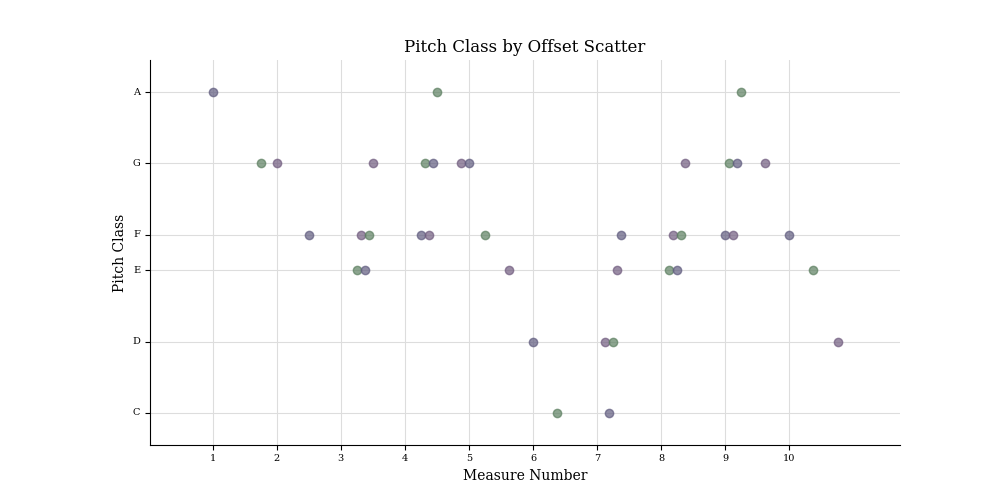 Pitch Class by Offset Scatter
Pitch Class
A
G
F
E
D
C
1 2 3 4 5 6 7 8 9 10
Measure Number